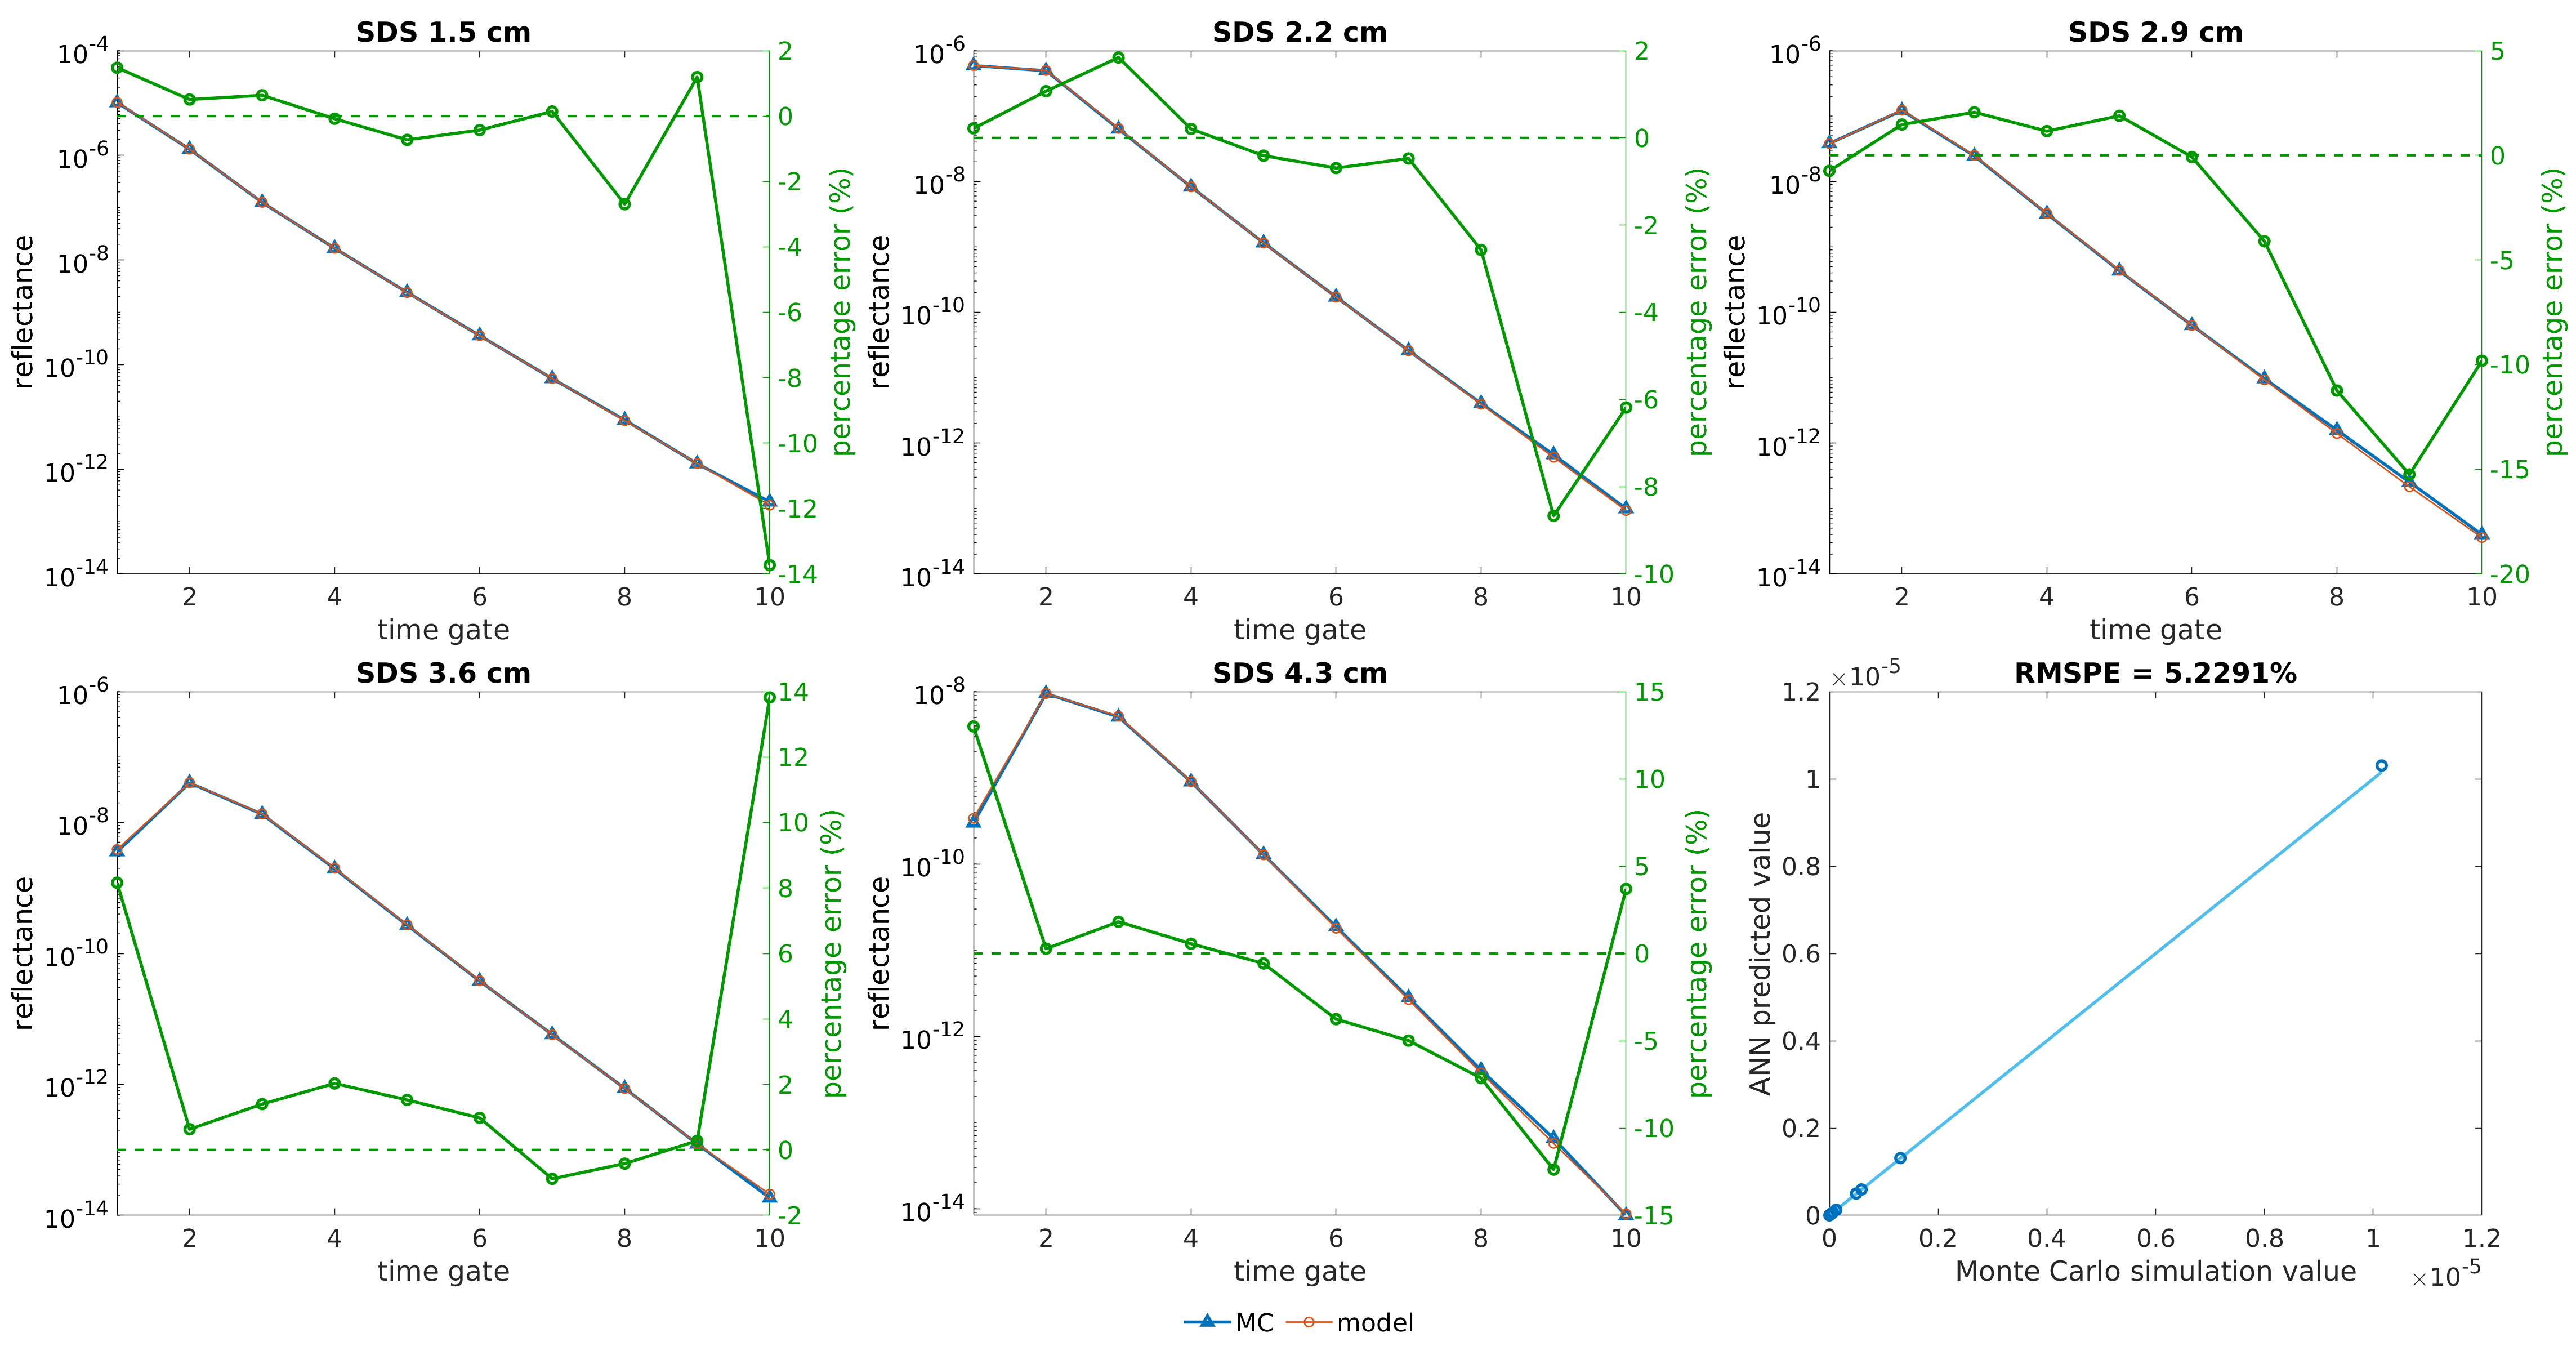 SDS 1.5 cm
10^-4
10^-6
10^-8
10^-10
10^-12
10^-14
reflectance
2
0
-2
-4
-6
-8
-10
-12
-14
percentage error (%)
2 4 6 8 10
time gate
SDS 2.2 cm
10^-6
10^-8
10^-10
10^-12
10^-14
reflectance
2
0
-2
-4
-6
-8
-10
percentage error (%)
2 4 6 8 10
time gate
SDS 2.9 cm
10^-6
10^-8
10^-10
10^-12
10^-14
reflectance
5
0
-5
-10
-15
-20
percentage error (%)
2 4 6 8 10
time gate
SDS 3.6 cm
10^-6
10^-8
10^-10
10^-12
10^-14
reflectance
14
12
10
8
6
4
2
0
-2
percentage error (%)
2 4 6 8 10
time gate
SDS 4.3 cm
10^-8
10^-10
10^-12
10^-14
reflectance
15
10
5
0
-5
-10
-15
percentage error (%)
2 4 6 8 10
time gate
×10^-5
RMSPE = 5.2291%
1.2
1
0.8
0.6
0.4
0.2
0
ANN predicted value
0 0.2 0.4 0.6 0.8 1 1.2
Monte Carlo simulation value
×10^-5
MC model